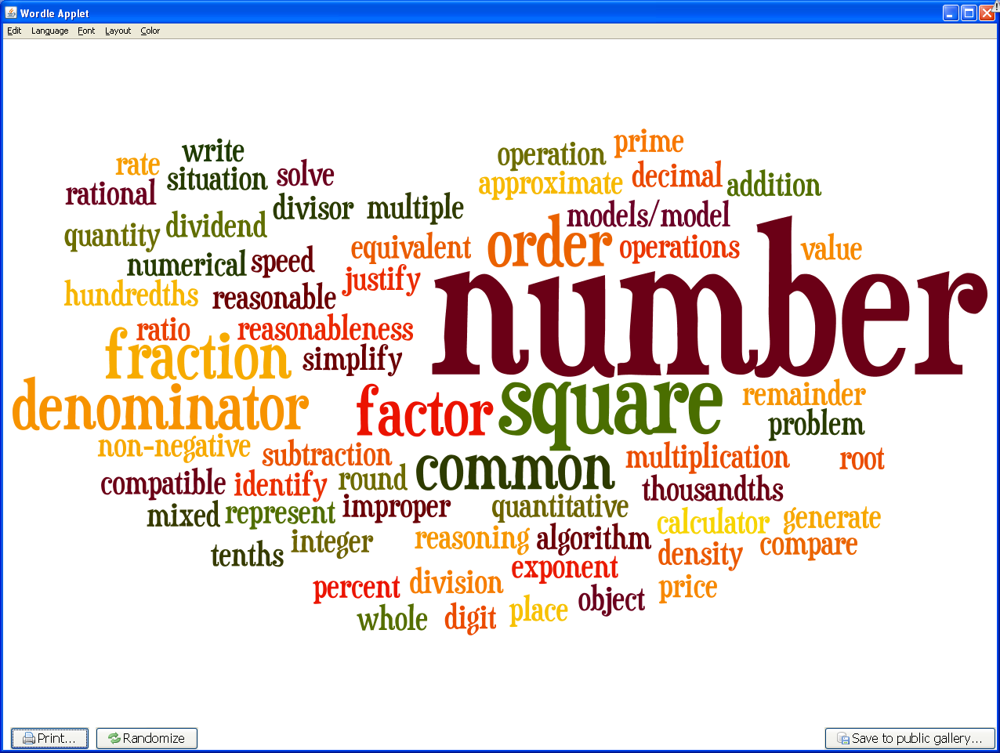 Wordle Applet
Edit Language Font Layout Color
prime
write
operation
rate
solve
decimal
situation
approximate
addition
rational
divisor
multiple
models/model
dividend
quantity
order
equivalent
operations
value
numerical
speed
number
justify
hundredths
reasonable
ratio
reasonableness
fraction
simplify
remainder
denominator
factor
square
problem
non-negative
subtraction
common
multiplication
root
compatible
identify
round
thousandths
mixed
represent
improper
quantitative
calculator
generate
tenths
integer
reasoning
algorithm
density
compare
exponent
percent
division
price
object
whole
digit
place
Print... Randomize Save to public gallery...